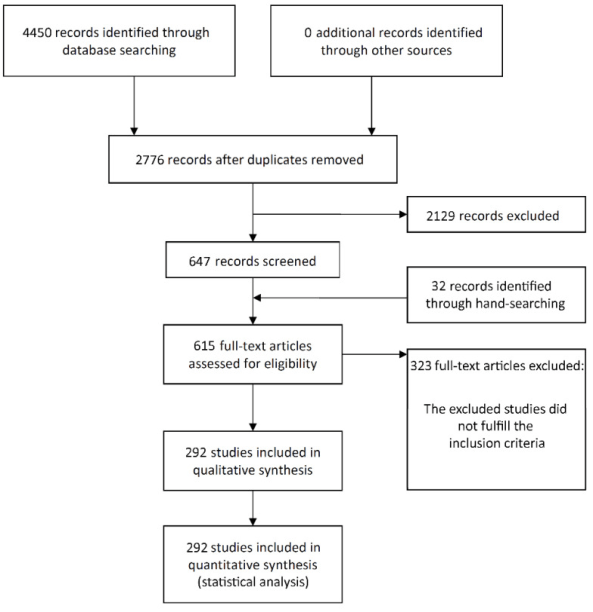 4450 records identified through
database searching
0 additional records identified
through other sources
2776 records after duplicates removed
2129 records excluded
647 records screened
32 records identified
through hand-searching
615 full-text articles
assessed for eligibility
323 full-text articles excluded:
The excluded studies did
not fulfill the
inclusion criteria
292 studies included in
qualitative synthesis
292 studies included in
quantitative synthesis
(statistical analysis)